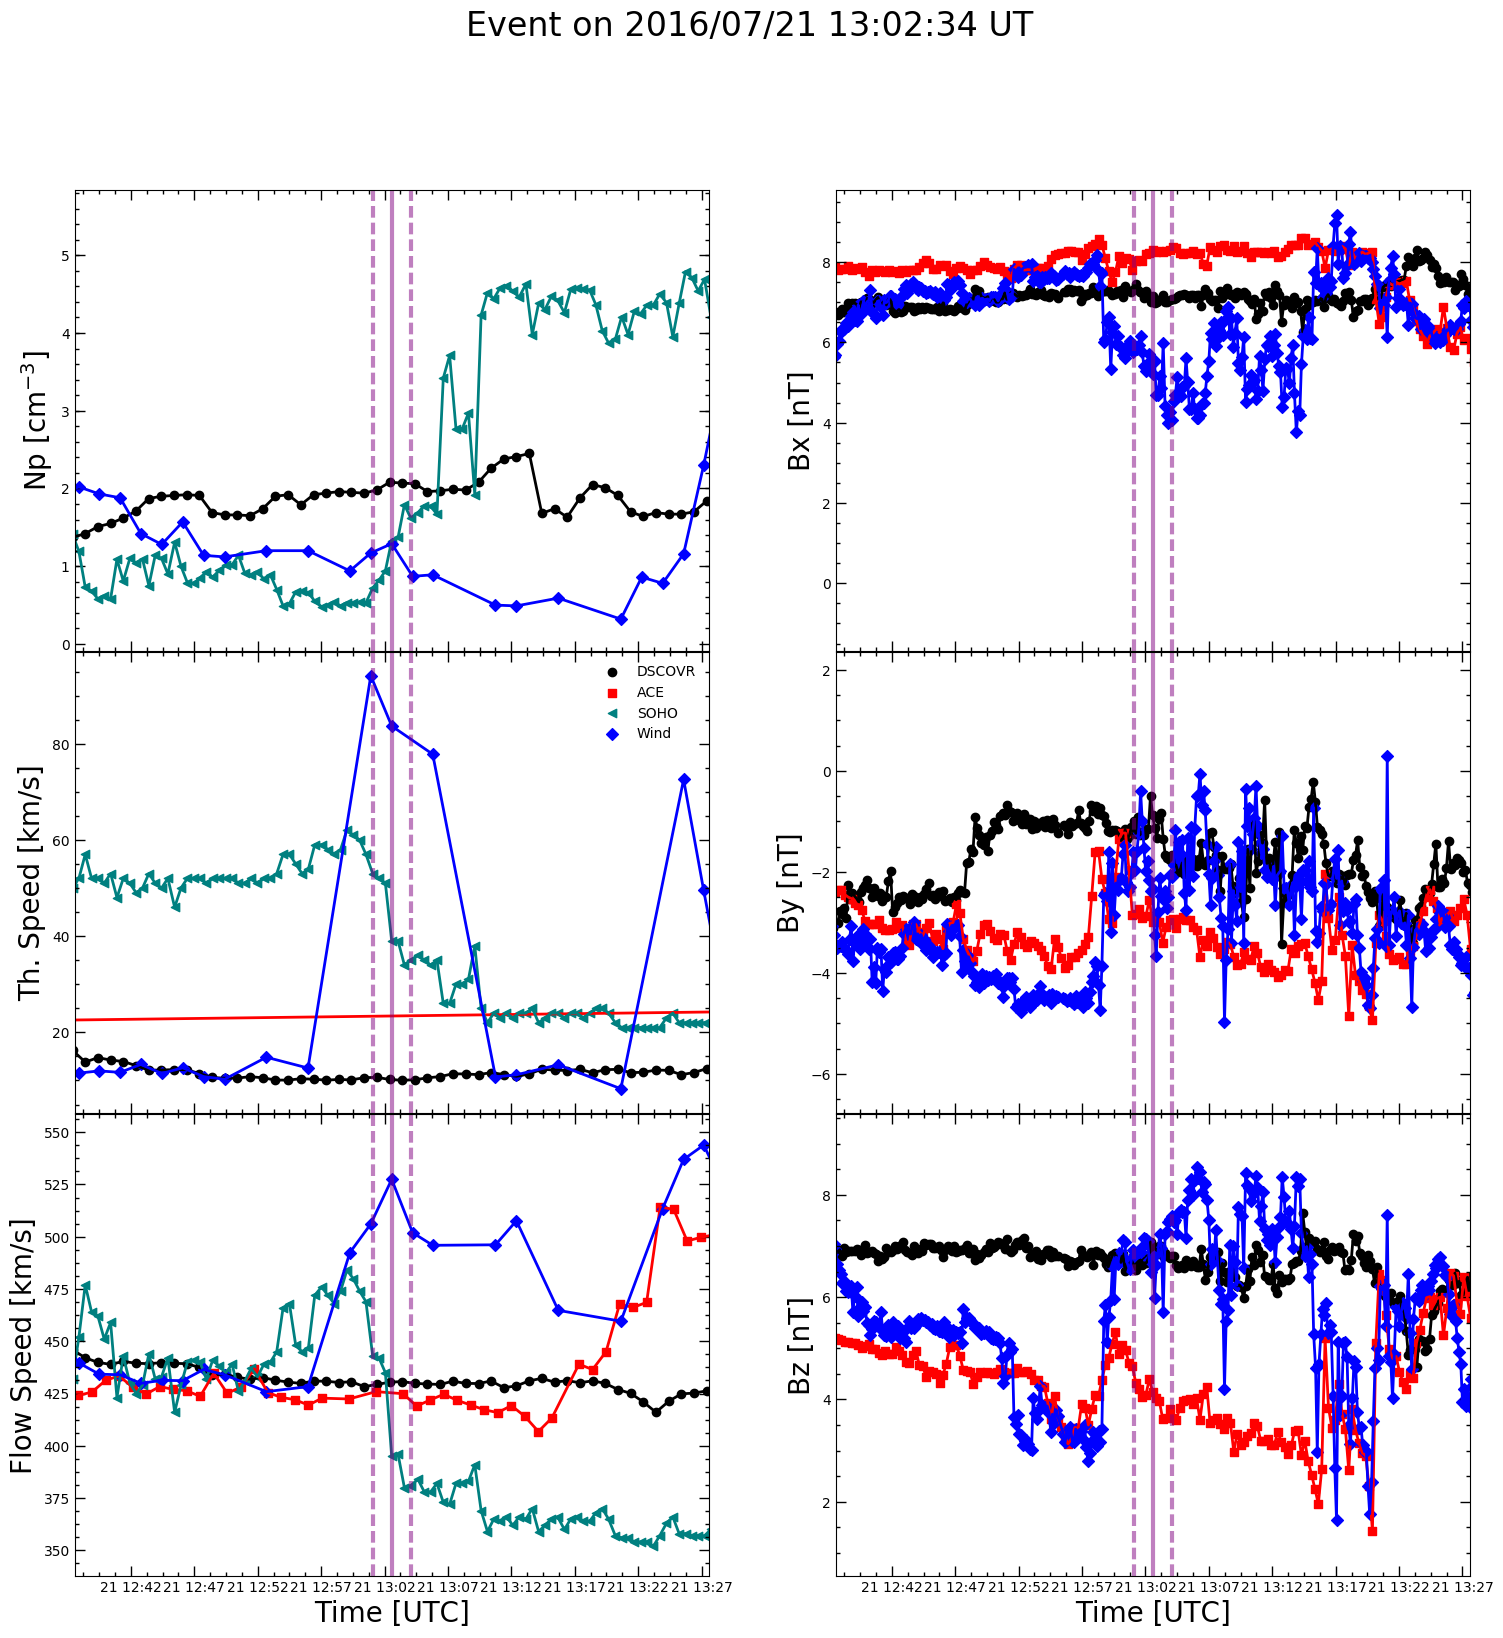 Event on 2016/07/21 13:02:34 UT
Np [cm⁻³]
5
4
3
2
1
0
Th. Speed [km/s]
80
60
40
20
DSCOVR
ACE
SOHO
Wind
Flow Speed [km/s]
550
525
500
475
450
425
400
375
350
21 12:42 21 12:47 21 12:52 21 12:57 21 13:02 21 13:07 21 13:12 21 13:17 21 13:22 21 13:27
Time [UTC]
Bx [nT]
8
6
4
2
0
By [nT]
2
0
−2
−4
−6
Bz [nT]
8
6
4
2
21 12:42 21 12:47 21 12:52 21 12:57 21 13:02 21 13:07 21 13:12 21 13:17 21 13:22 21 13:27
Time [UTC]